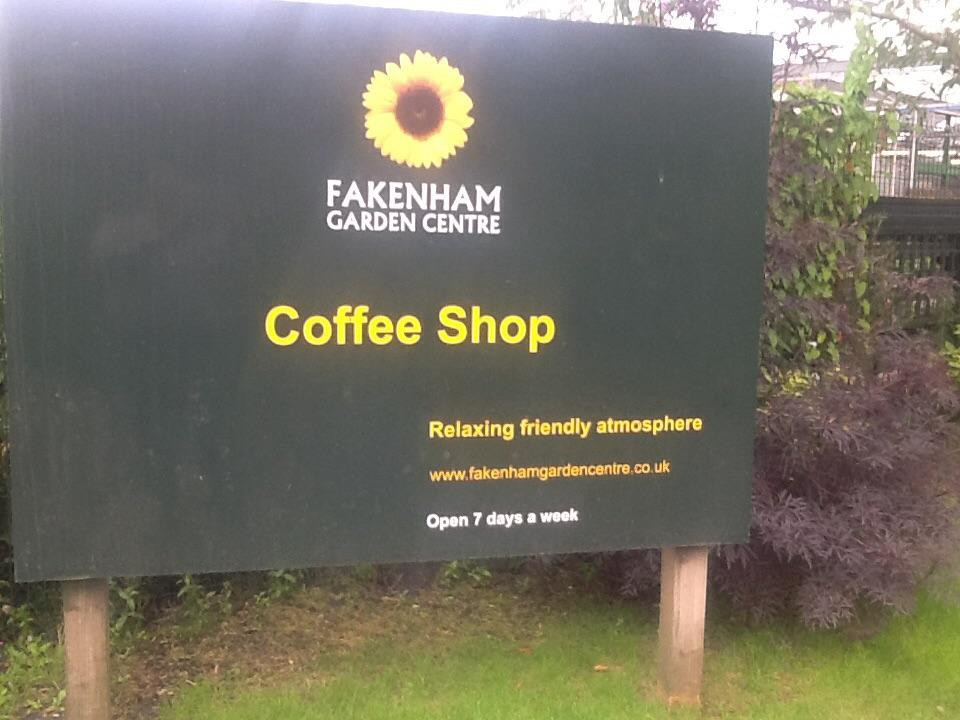 FAKENHAM
GARDEN CENTRE
Coffee Shop
Relaxing friendly atmosphere
www.fakenhamgardencentre.co.uk
Open 7 days a week